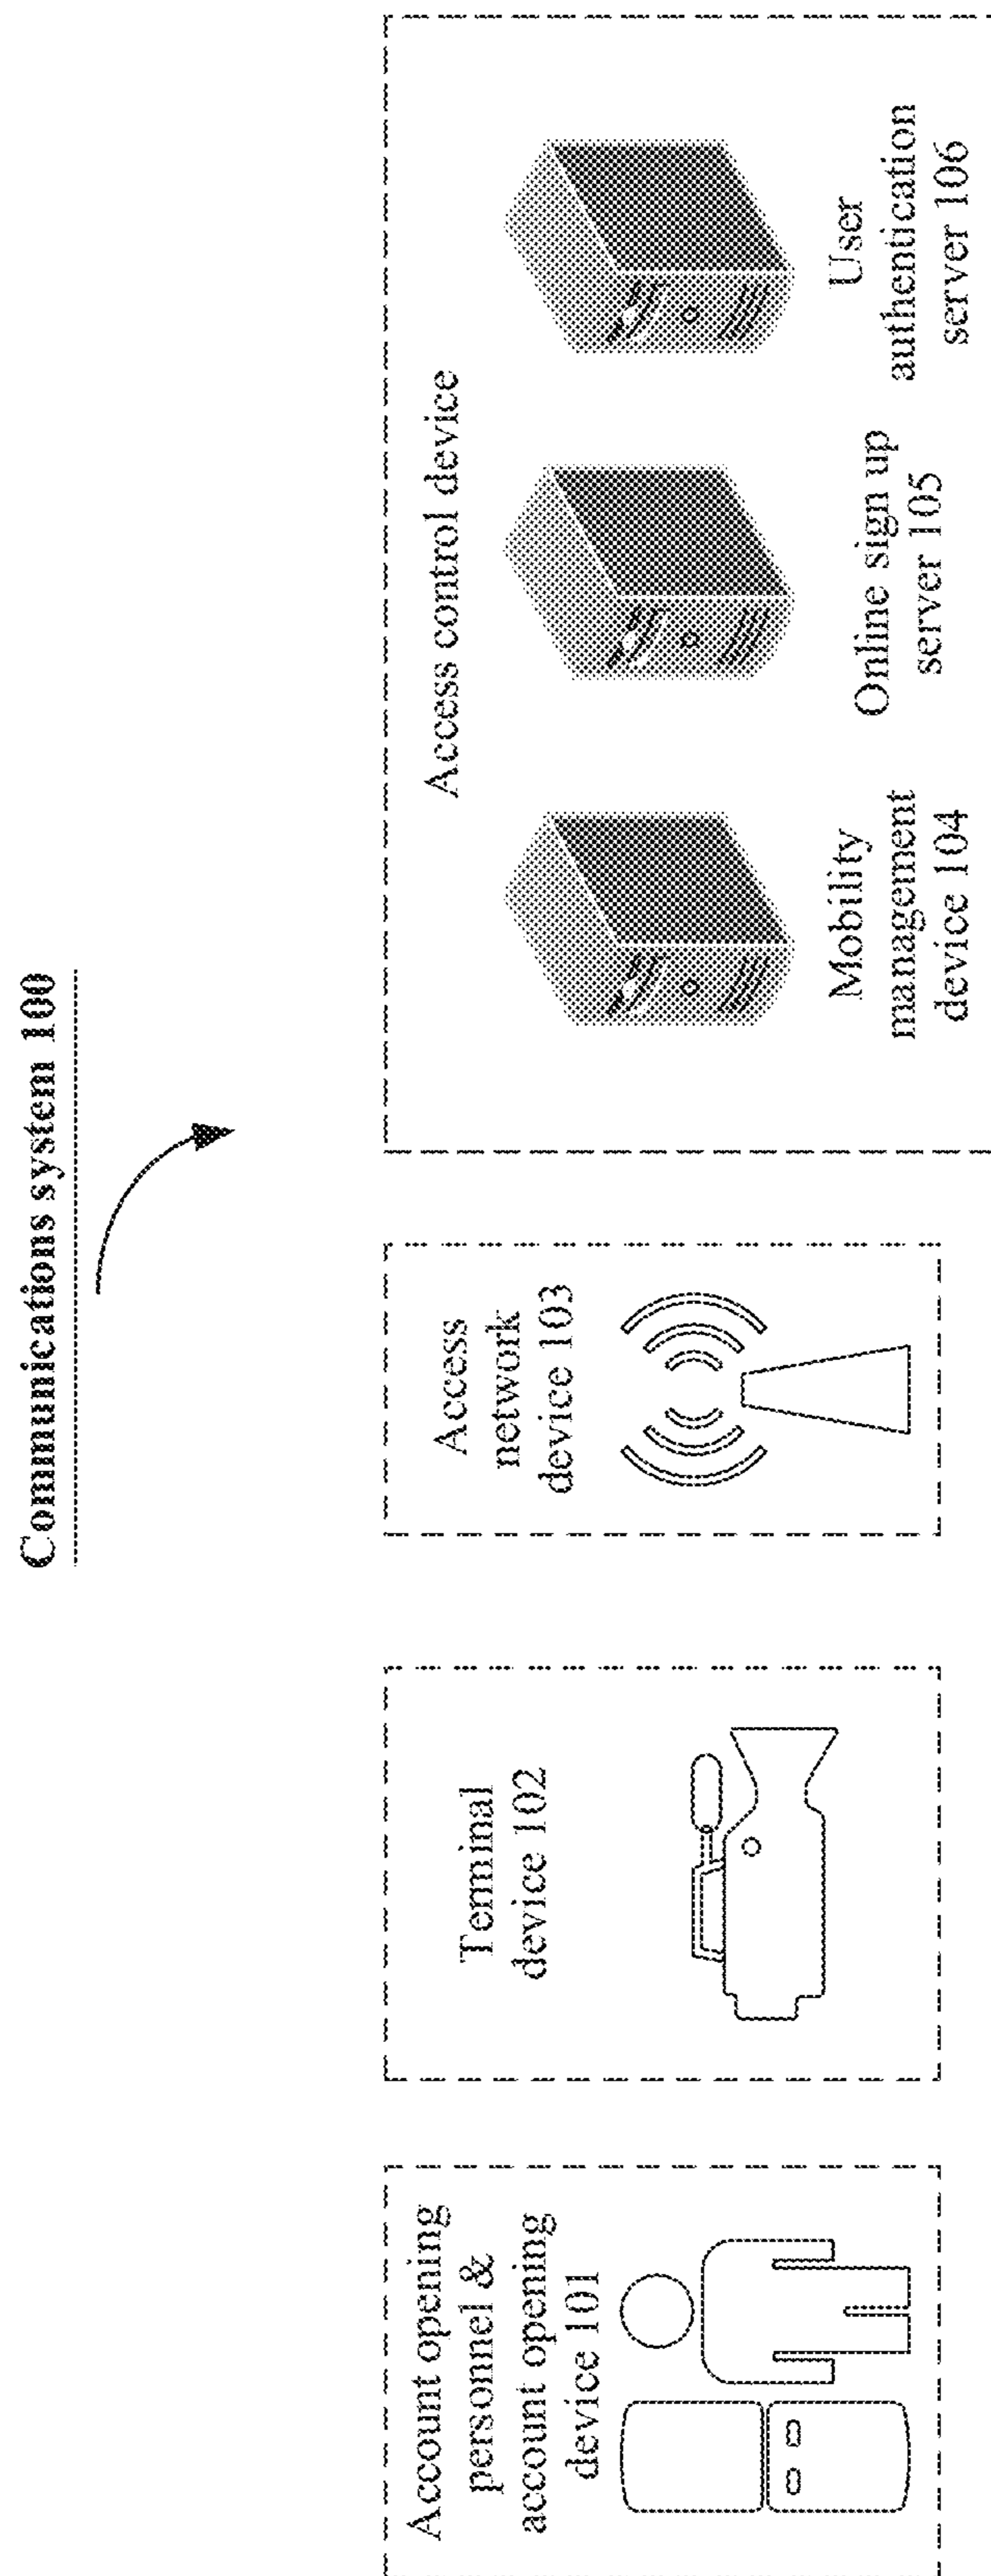 Communications system 100
Account opening
personnel &
account opening
device 101
Terminal
device 102
Access
network
device 103
Access control device
Mobility
management
device 104
Online sign up
server 105
User
authentication
server 106